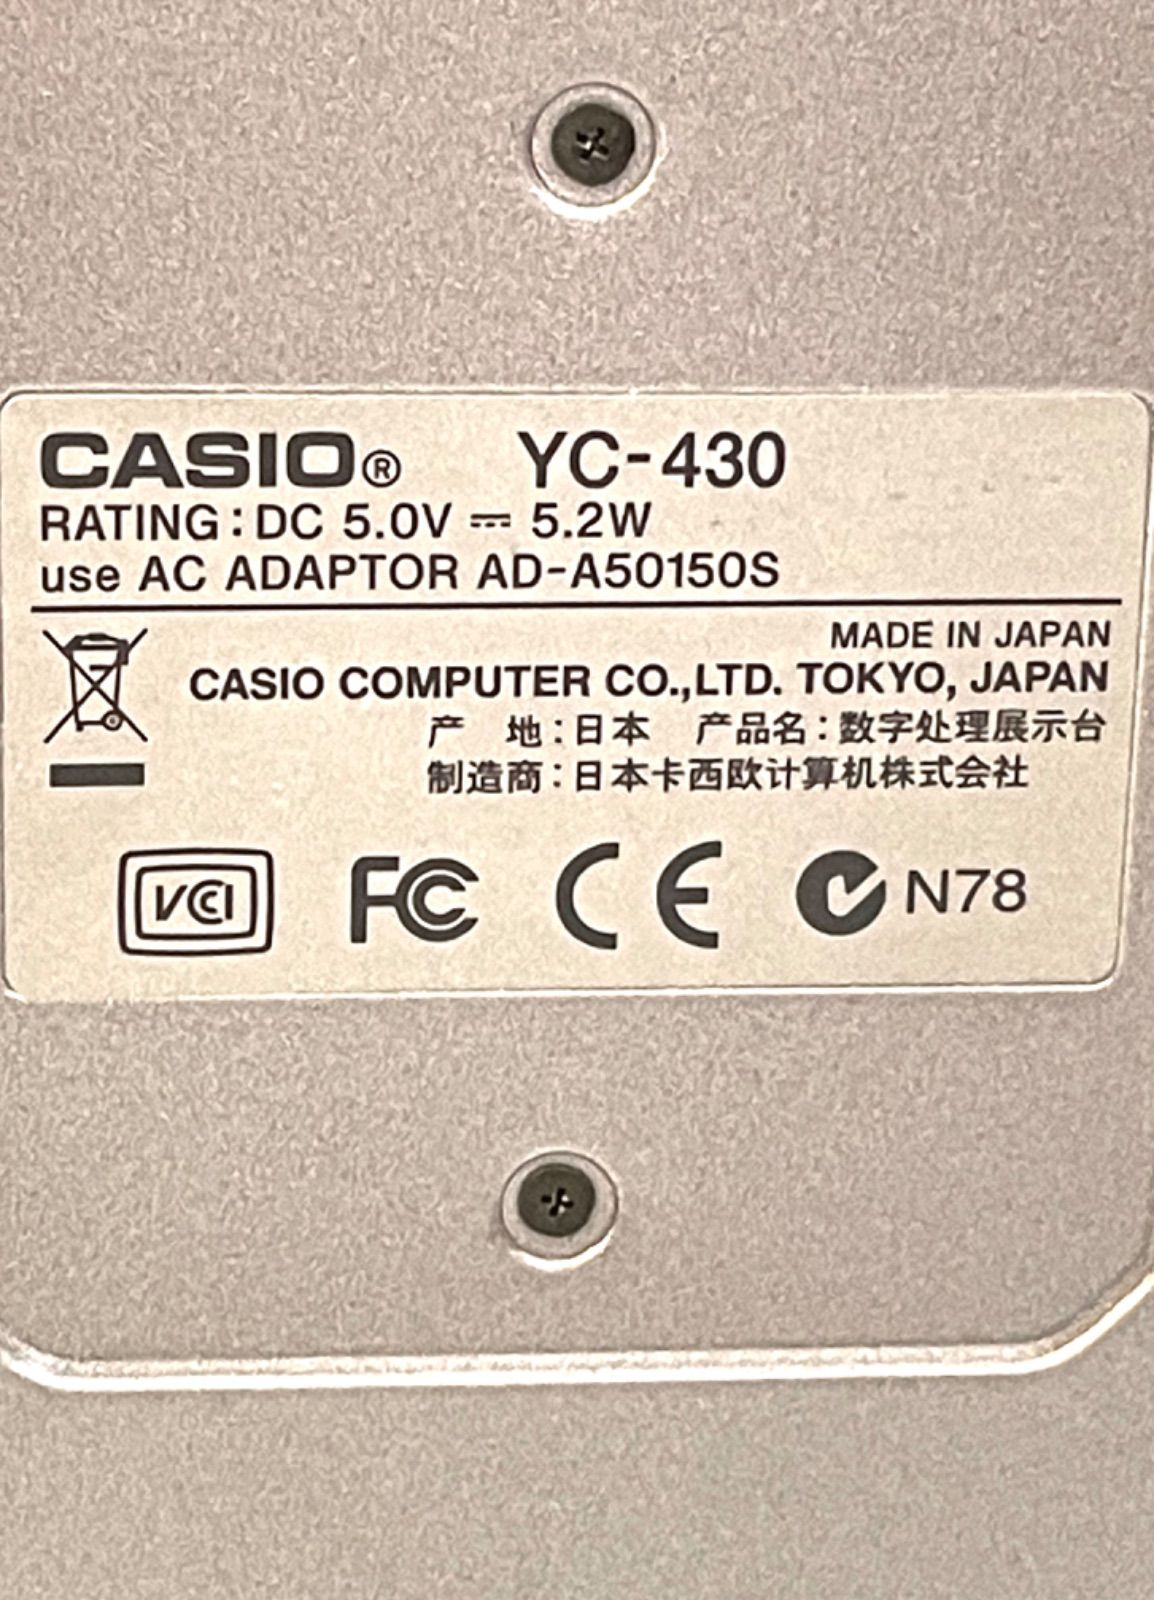 CASIO® YC-430
RATING : DC 5.0V ⎓ 5.2W
use AC ADAPTOR AD-A50150S
MADE IN JAPAN
CASIO COMPUTER CO.,LTD. TOKYO, JAPAN
产 地：日本 产品名：数字处理展示台
制造商：日本卡西欧计算机株式会社
VCI FC CE N78